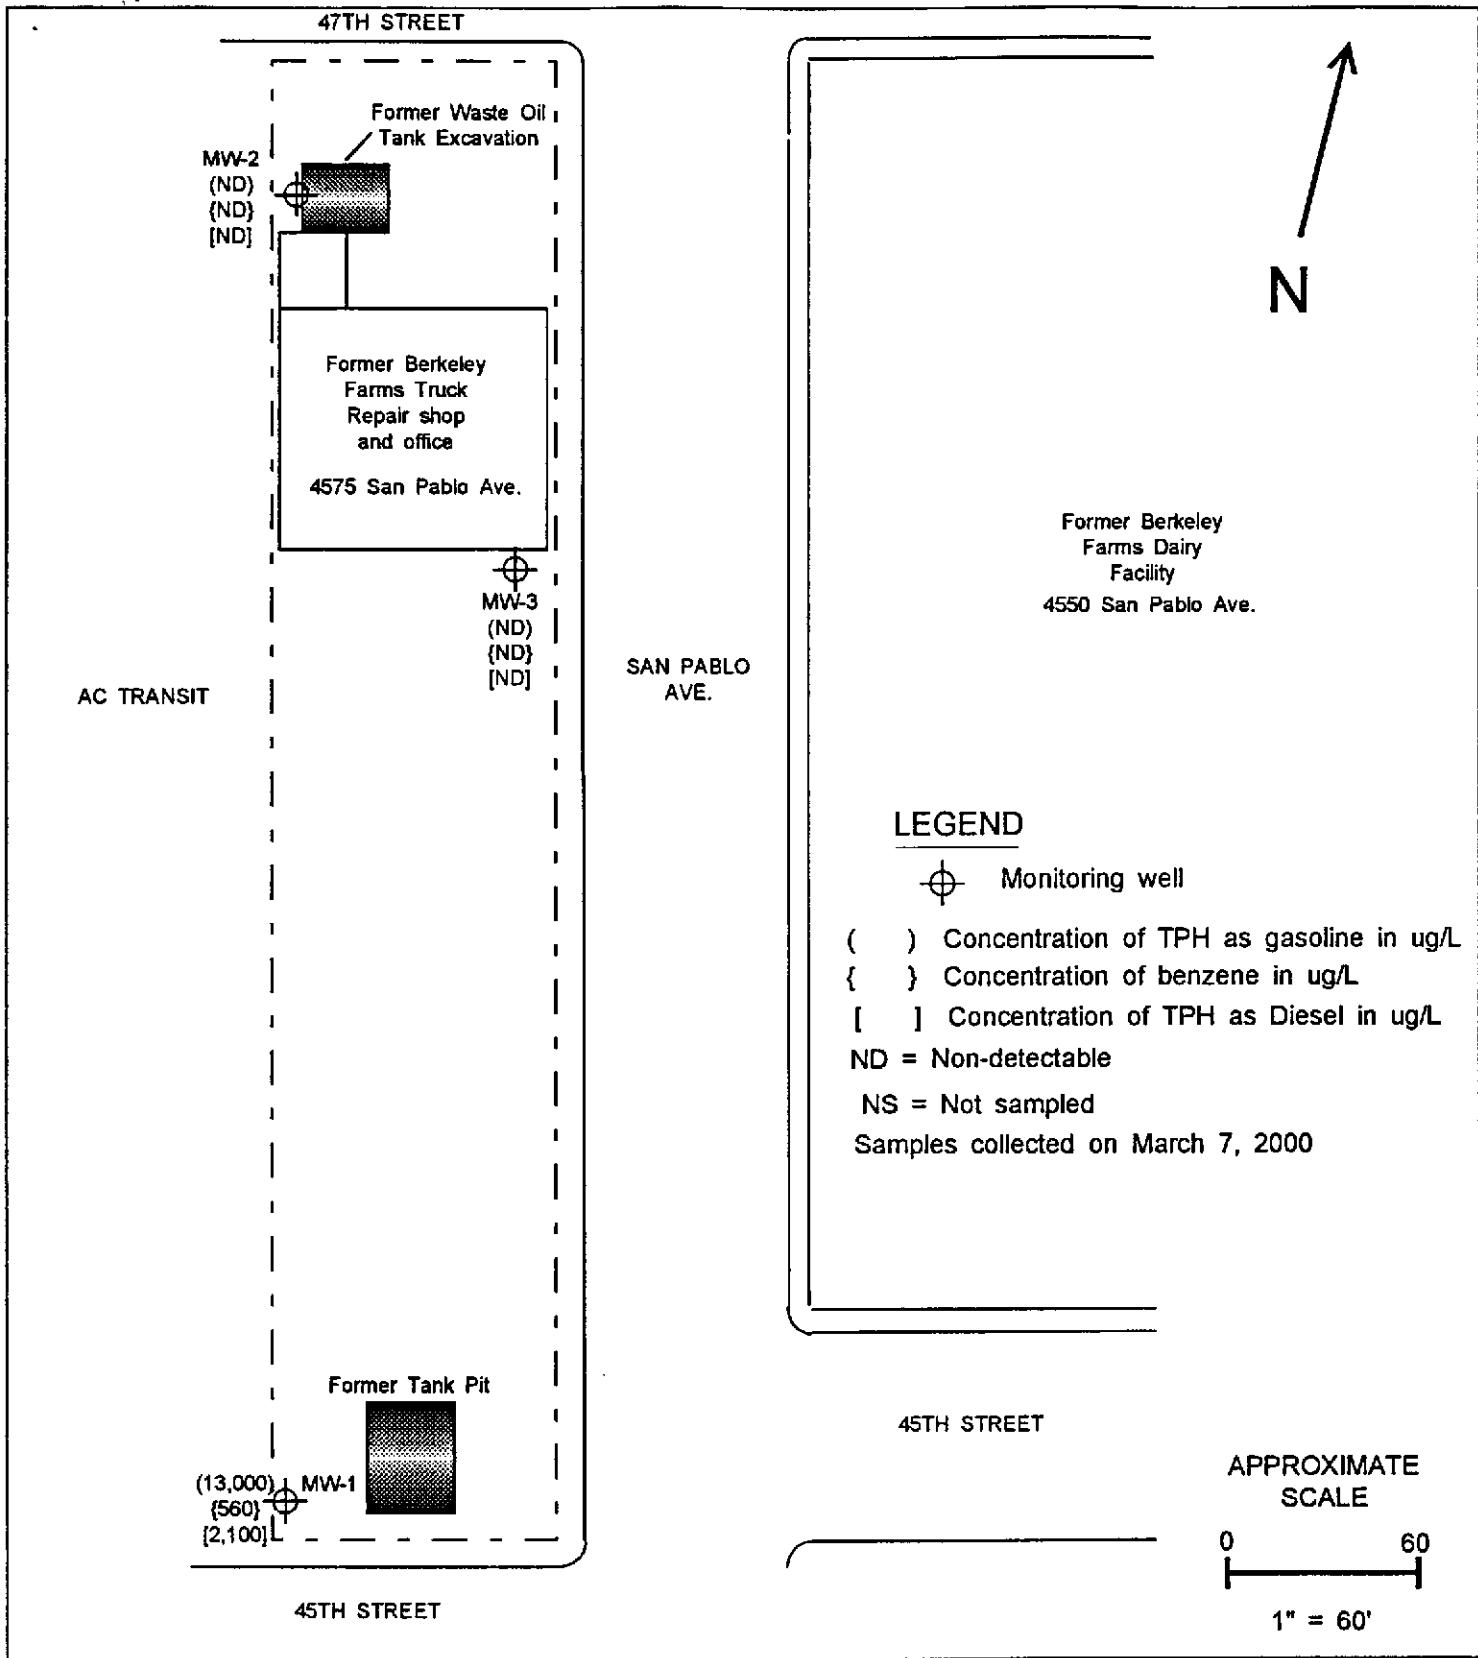 47TH STREET
Former Waste Oil
Tank Excavation
MW-2
(ND)
{ND}
[ND]
N
Former Berkeley
Farms Truck
Repair shop
and office
4575 San Pablo Ave.
Former Berkeley
Farms Dairy
Facility
4550 San Pablo Ave.
MW-3
(ND)
{ND}
[ND]
SAN PABLO
AVE.
AC TRANSIT
LEGEND
Monitoring well
( ) Concentration of TPH as gasoline in ug/L
{ } Concentration of benzene in ug/L
[ ] Concentration of TPH as Diesel in ug/L
ND = Non-detectable
NS = Not sampled
Samples collected on March 7, 2000
Former Tank Pit
45TH STREET
(13,000)
{560}
[2,100]
MW-1
APPROXIMATE
SCALE
0 60
1" = 60'
45TH STREET